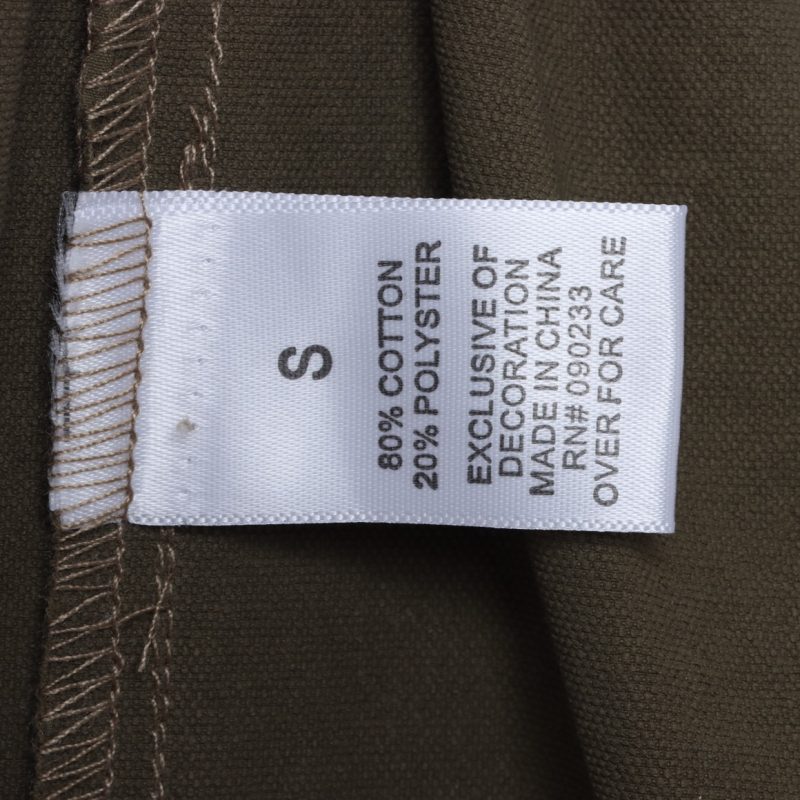 S
80% COTTON
20% POLYSTER
EXCLUSIVE OF
DECORATION
MADE IN CHINA
RN# 090233
OVER FOR CARE